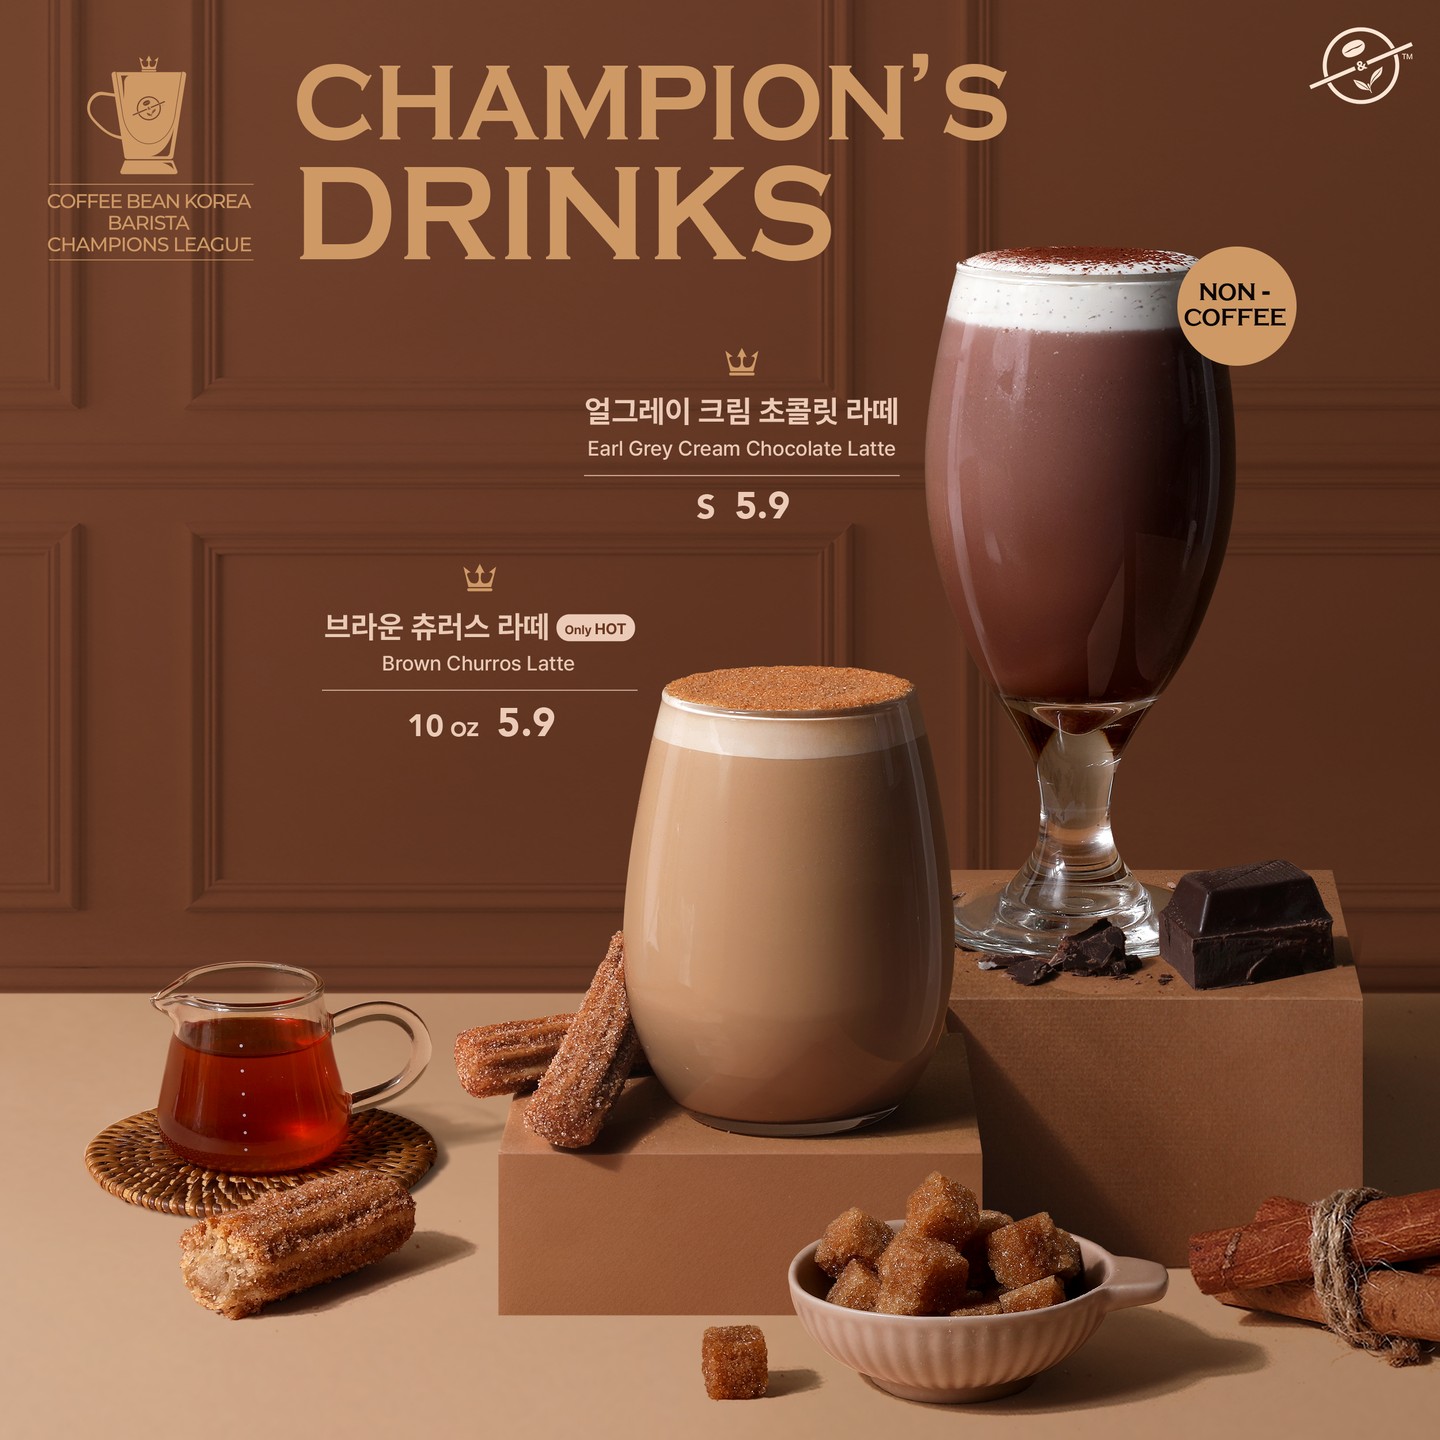 COFFEE BEAN KOREA
BARISTA
CHAMPIONS LEAGUE
CHAMPION'S
DRINKS
&
TM
NON-
COFFEE
얼그레이 크림 초콜릿 라떼
Earl Grey Cream Chocolate Latte
S 5.9
브라운 츄러스 라떼 Only HOT
Brown Churros Latte
10 oz 5.9